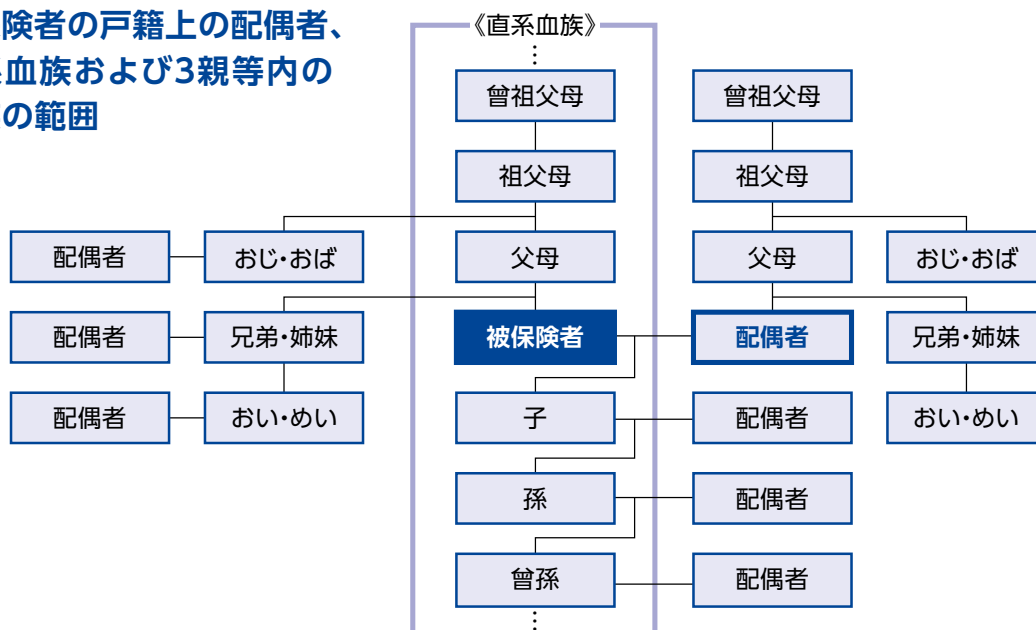 険者の戸籍上の配偶者、
血族および3親等内の
の範囲
《直系血族》
曾祖父母
曾祖父母
祖父母
祖父母
配偶者
おじ・おば
父母
父母
おじ・おば
配偶者
兄弟・姉妹
被保険者
配偶者
兄弟・姉妹
配偶者
おい・めい
子
配偶者
おい・めい
孫
配偶者
曾孫
配偶者